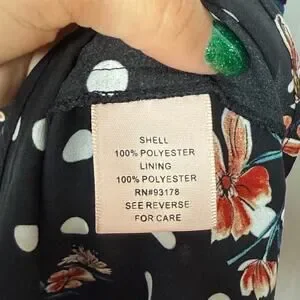 SHELL
100% POLYESTER
LINING
100% POLYESTER
RN#93178
SEE REVERSE
FOR CARE